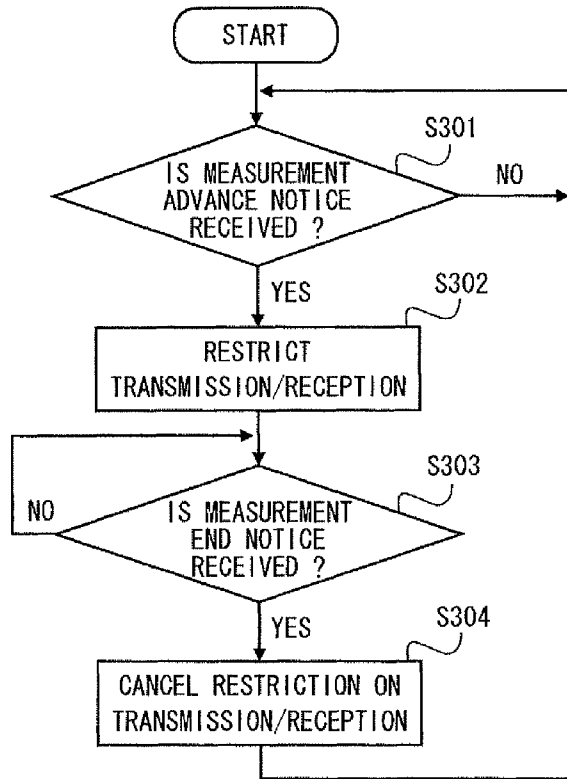 START
S301
IS MEASUREMENT
ADVANCE NOTICE
RECEIVED ?
NO
YES
S302
RESTRICT
TRANSMISSION/RECEPTION
S303
NO
IS MEASUREMENT
END NOTICE
RECEIVED ?
YES
S304
CANCEL RESTRICTION ON
TRANSMISSION/RECEPTION